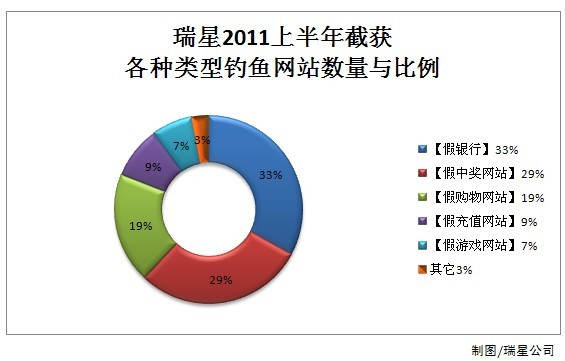 瑞星2011上半年截获
各种类型钓鱼网站数量与比例
3%
7%
9%
33%
19%
29%
【假银行】33%
【假中奖网站】29%
【假购物网站】19%
【假充值网站】9%
【假游戏网站】7%
其它3%
制图/瑞星公司